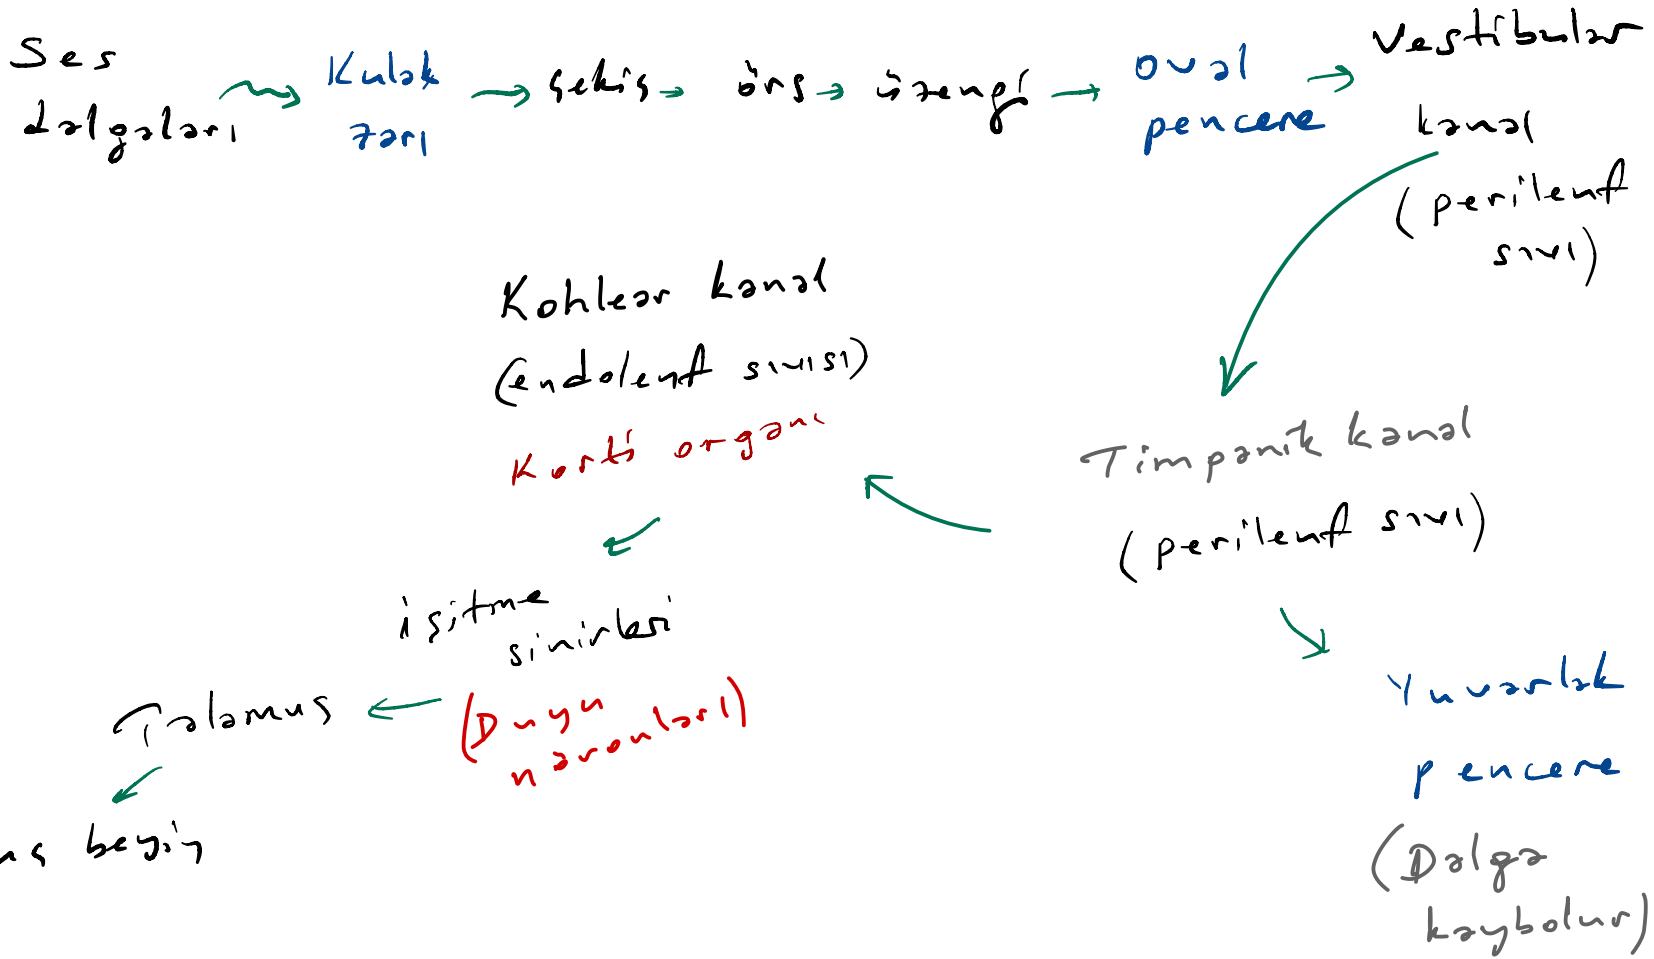 Ses
dalgaları
Kulak
zarı
çekiç
örs
üzengi
oval
pencere
Vestibular
kanal
(perilenf
sıvı)
Kohlear kanal
(endolenf sıvısı)
Korti organı
Timpanik kanal
(perilenf sıvı)
işitme
sinirleri
(Duyu
nöronları)
Talamus
beyin
Yuvarlak
pencere
(Dalga
kaybolur)